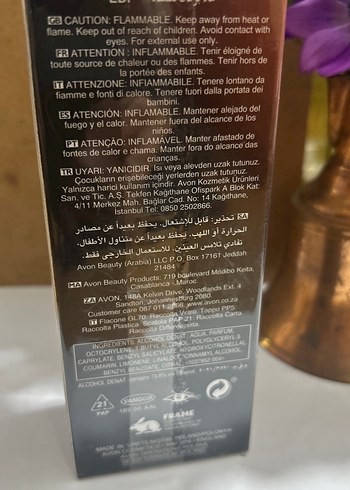 GB CAUTION: FLAMMABLE. Keep away from heat or
flame. Keep out of reach of children. Avoid contact with
eyes. For external use only.
FR ATTENTION : INFLAMMABLE. Tenir éloigné de
toute source de chaleur ou des flammes. Tenir hors de
la portée des enfants.
IT ATTENZIONE: INFIAMMABILE. Tenere lontano da
fiamme e fonti di calore. Tenere fuori dalla portata dei
bambini.
ES ATENCIÓN: INFLAMABLE. Mantener alejado del
fuego y el calor. Mantener fuera del alcance de los
niños.
PT ATENÇÃO: INFLAMÁVEL. Manter afastado de
fontes de calor e chama. Manter fora do alcance das
crianças.
TR UYARI: YANICIDIR. Isı veya alevden uzak tutunuz.
Çocukların erişebileceği yerlerden uzak tutunuz.
Yalnızca harici kullanım içindir. Avon Kozmetik Ürünleri
San. ve Tic. A.Ş. Tekfen Kağıthane Ofispark A Blok Kat:
4/11 Merkez Mah. Bağlar Cad. No: 14 Kağıthane,
İstanbul Tel: 0850 2502866.
SA تحذير: قابل للإشتعال. يحفظ بعيداً عن مصادر
الحرارة أو اللهب. يحفظ بعيداً عن متناول الأطفال.
تفادي تلامس العينين. للاستعمال الخارجي فقط.
Avon Beauty (Arabia) LLC P.O. Box 17161 Jeddah
21484
MA Avon Beauty Products: 719 boulevard Modibo Keita,
Casablanca - Maroc
ZA AVON, 148A Kelvin Drive, Woodlands Ext. 4
Sandton, Johannesburg 2080.
Customer care 087 www.avon.co.za
IT Flacone GL70: Raccolta Vetro. Tappo PP5:
Raccolta Plastica. Scatola PAP 21: Raccolta Carta.
Raccolta Differenziata.
INGREDIENTS: ALCOHOL DENAT., AQUA, PARFUM,
OCTOCRYLENE, POLYGLYCERYL-3
CAPRYLATE, BENZYL SALICYLATE, HYDROXYCITRONELLAL,
COUMARIN, LIMONENE, LINALOOL, CINNAMYL ALCOHOL,
BENZYL BENZOATE, CITRAL
ALCOHOL DENAT
21
PAP
FRAME